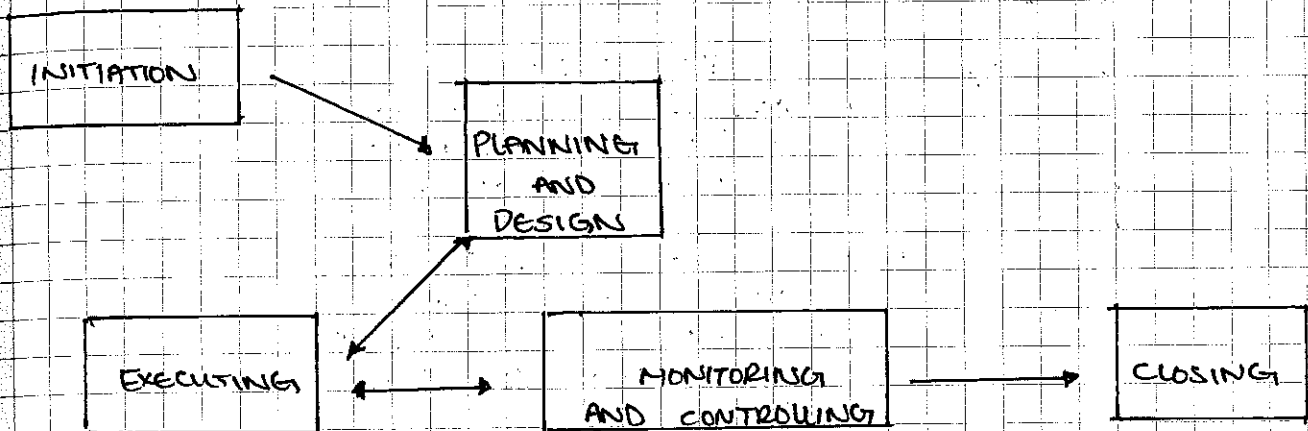 INITIATION
PLANNING
AND
DESIGN
EXECUTING
MONITORING
AND CONTROLLING
CLOSING